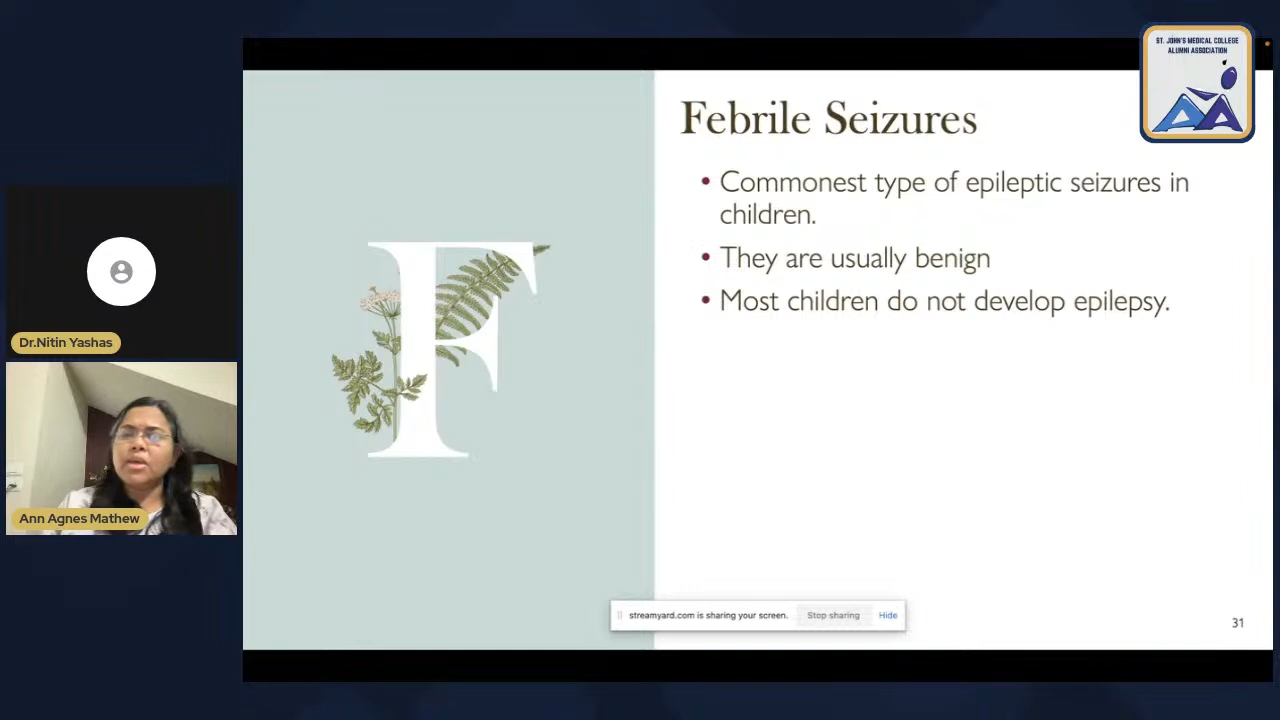 ST. JOHN'S MEDICAL COLLEGE
ALUMNI ASSOCIATION
Febrile Seizures
• Commonest type of epileptic seizures in
children.
• They are usually benign
• Most children do not develop epilepsy.
F
Dr.Nitin Yashas
Ann Agnes Mathew
streamyard.com is sharing your screen.
Stop sharing
Hide
31